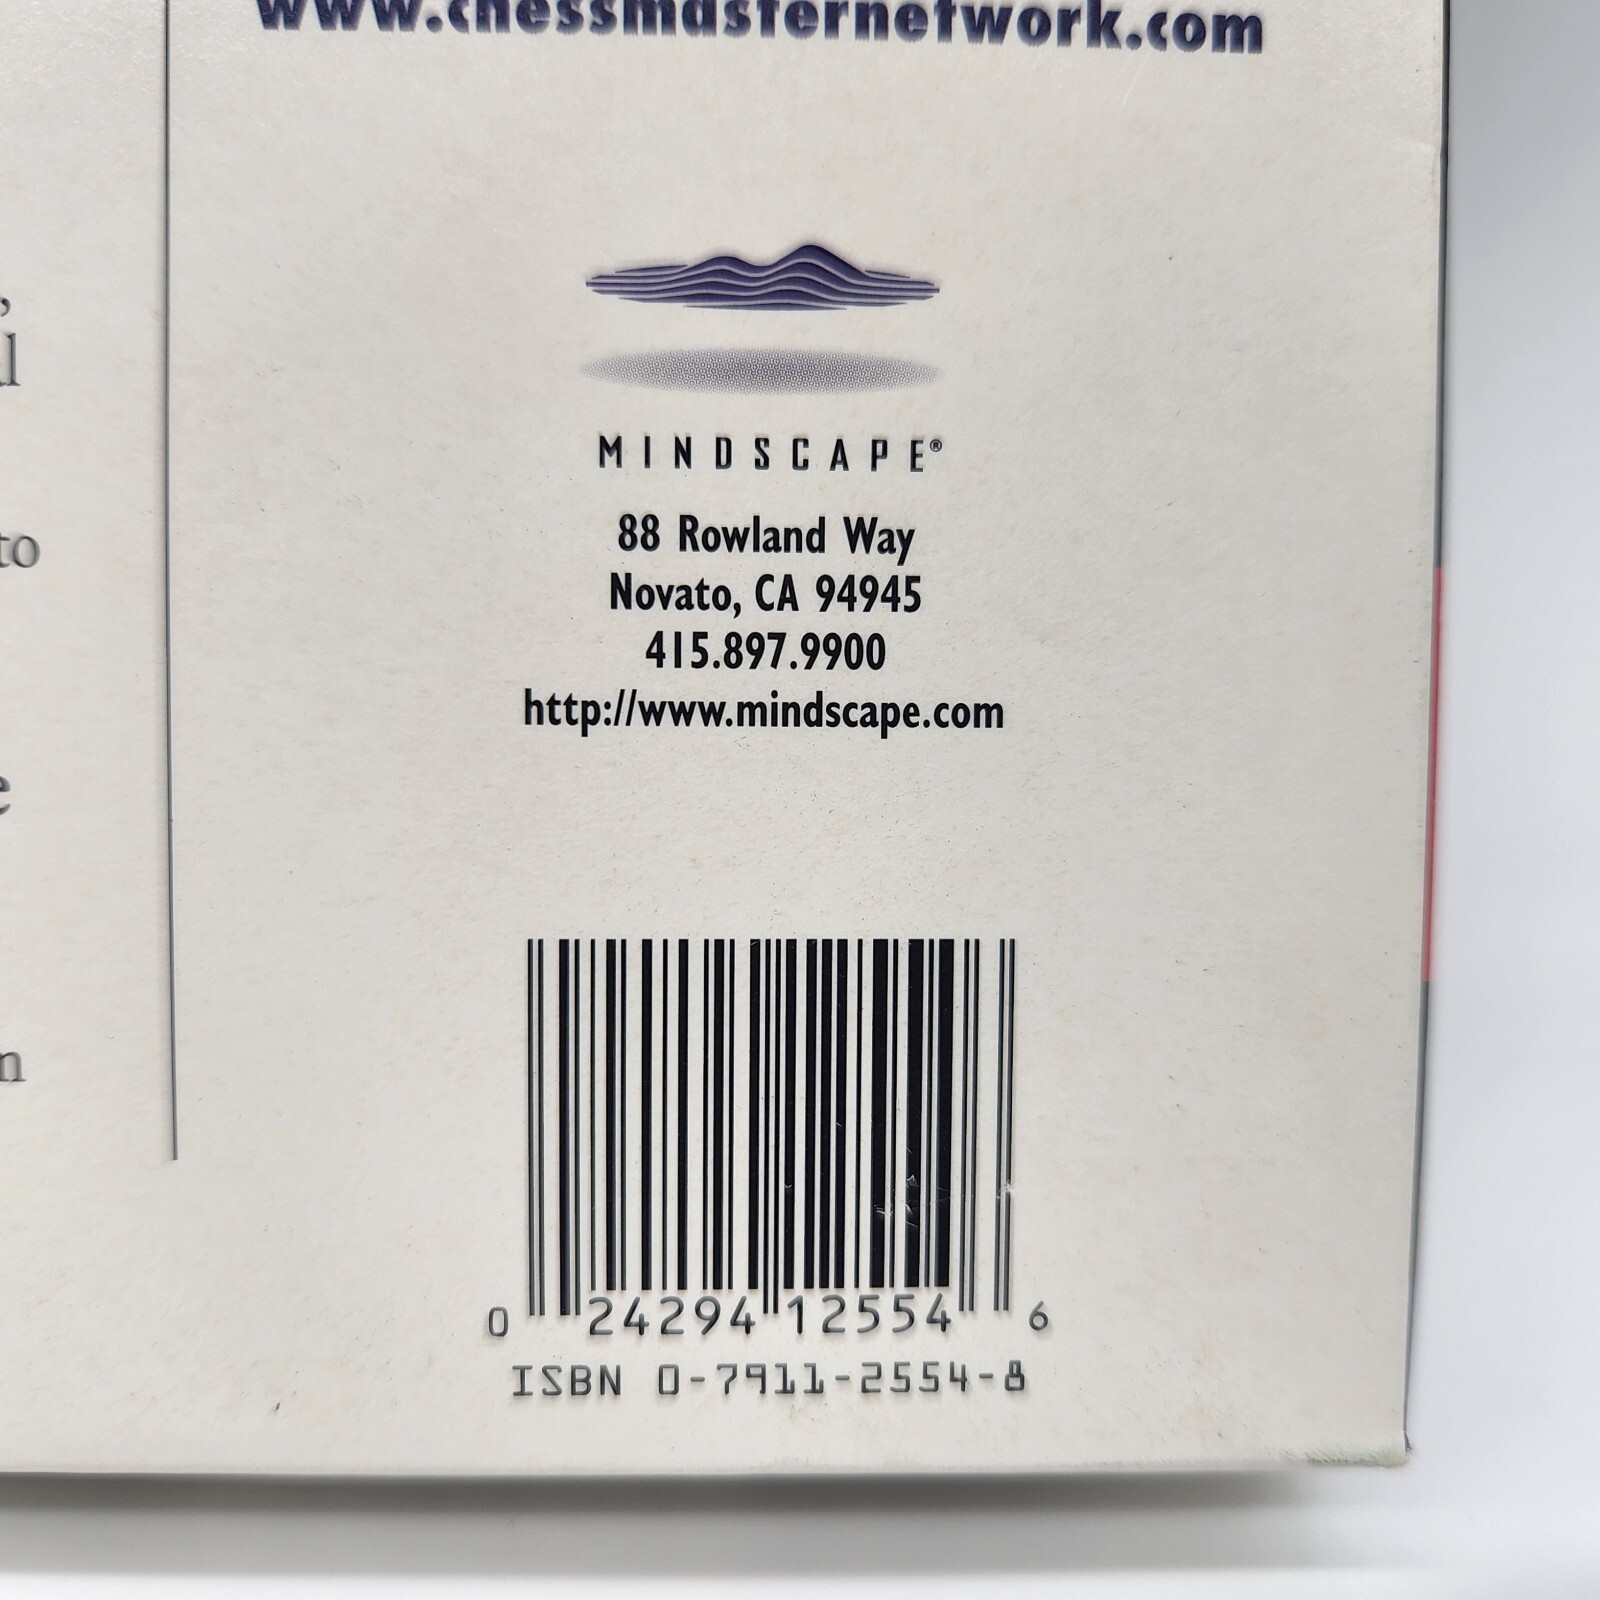 www.chessmasternetwork.com
to
MINDSCAPE®
88 Rowland Way
Novato, CA 94945
415.897.9900
http://www.mindscape.com
0 24294 12554 6
ISBN 0-7911-2554-8